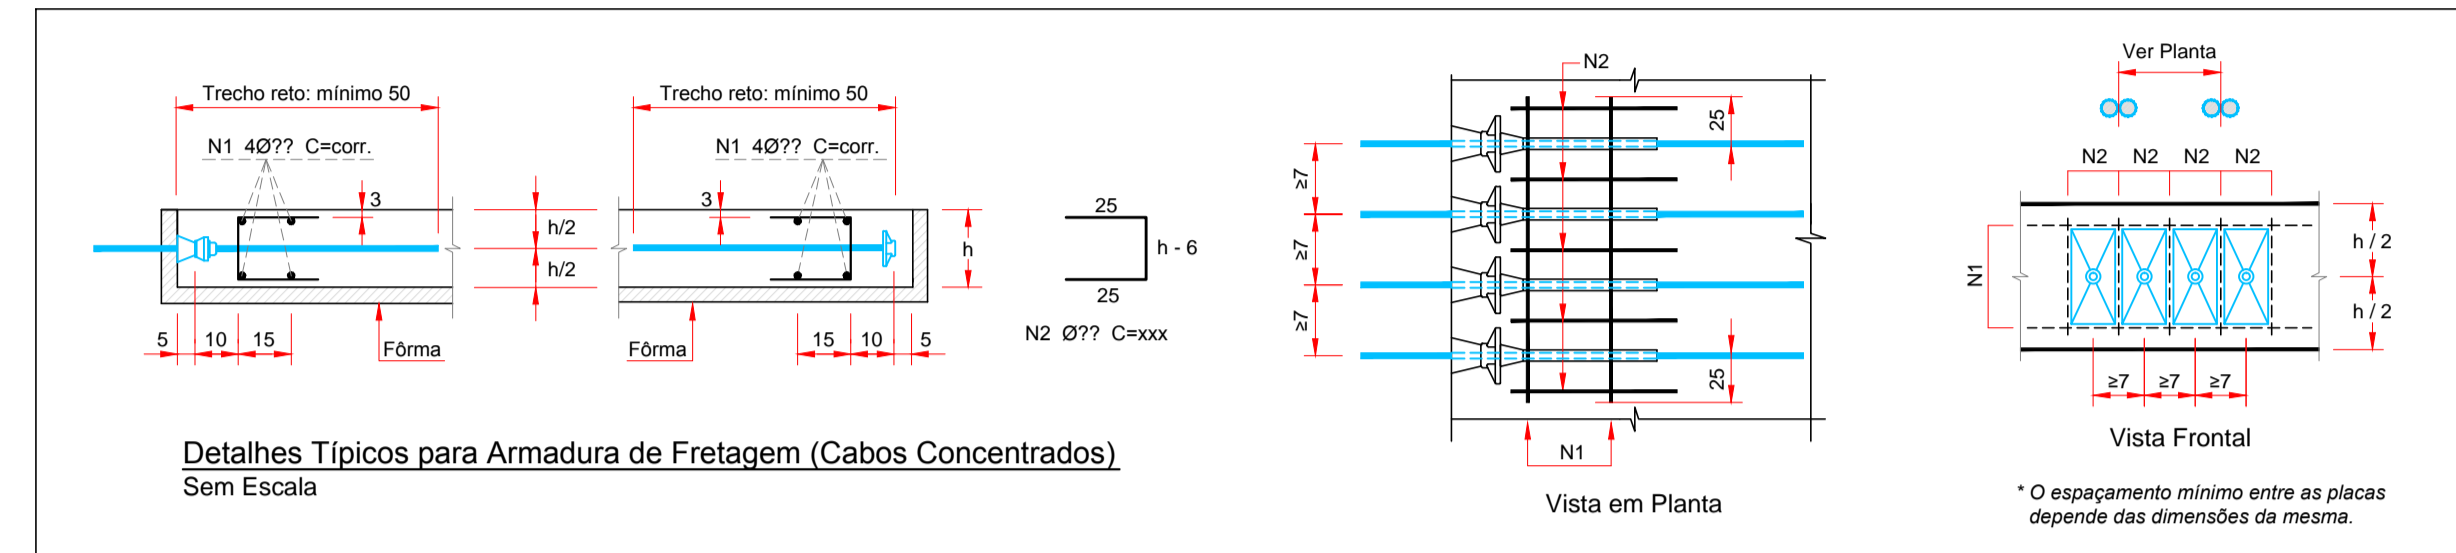 Trecho reto: mínimo 50
N1 4Ø?? C=corr.
3
h/2
h/2
5
10
15
Fôrma
Trecho reto: mínimo 50
N1 4Ø?? C=corr.
3
h
Fôrma
15
10
5
25
h - 6
25
N2 Ø?? C=xxx
Detalhes Típicos para Armadura de Fretagem (Cabos Concentrados)
Sem Escala
N2
25
≥7
≥7
≥7
25
N1
Vista em Planta
Ver Planta
N2 N2 N2 N2
N1
h / 2
h / 2
≥7 ≥7 ≥7
Vista Frontal
* O espaçamento mínimo entre as placas
depende das dimensões da mesma.